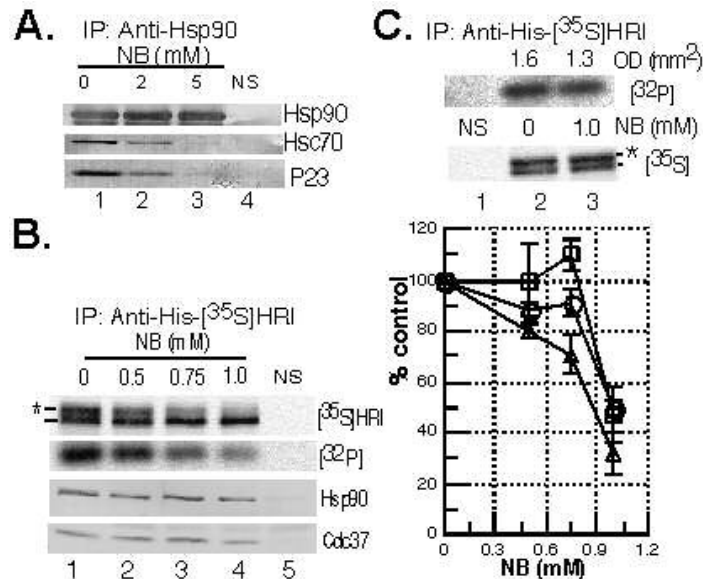 A.
IP: Anti-Hsp90
NB (mM)
0 2 5 NS
Hsp90
Hsc70
P23
1 2 3 4
B.
IP: Anti-His-[³⁵S]HRI
NB (mM)
0 0.5 0.75 1.0 NS
*
[³⁵S]HRI
[³²P]
Hsp90
Cdc37
1 2 3 4 5
C.
IP: Anti-His-[³⁵S]HRI
1.6 1.3 OD (mm²)
[³²P]
NS 0 1.0 NB (mM)
* [³⁵S]
1 2 3
120
100
80
60
40
20
0
% control
0 0.3 0.6 0.9 1.2
NB (mM)